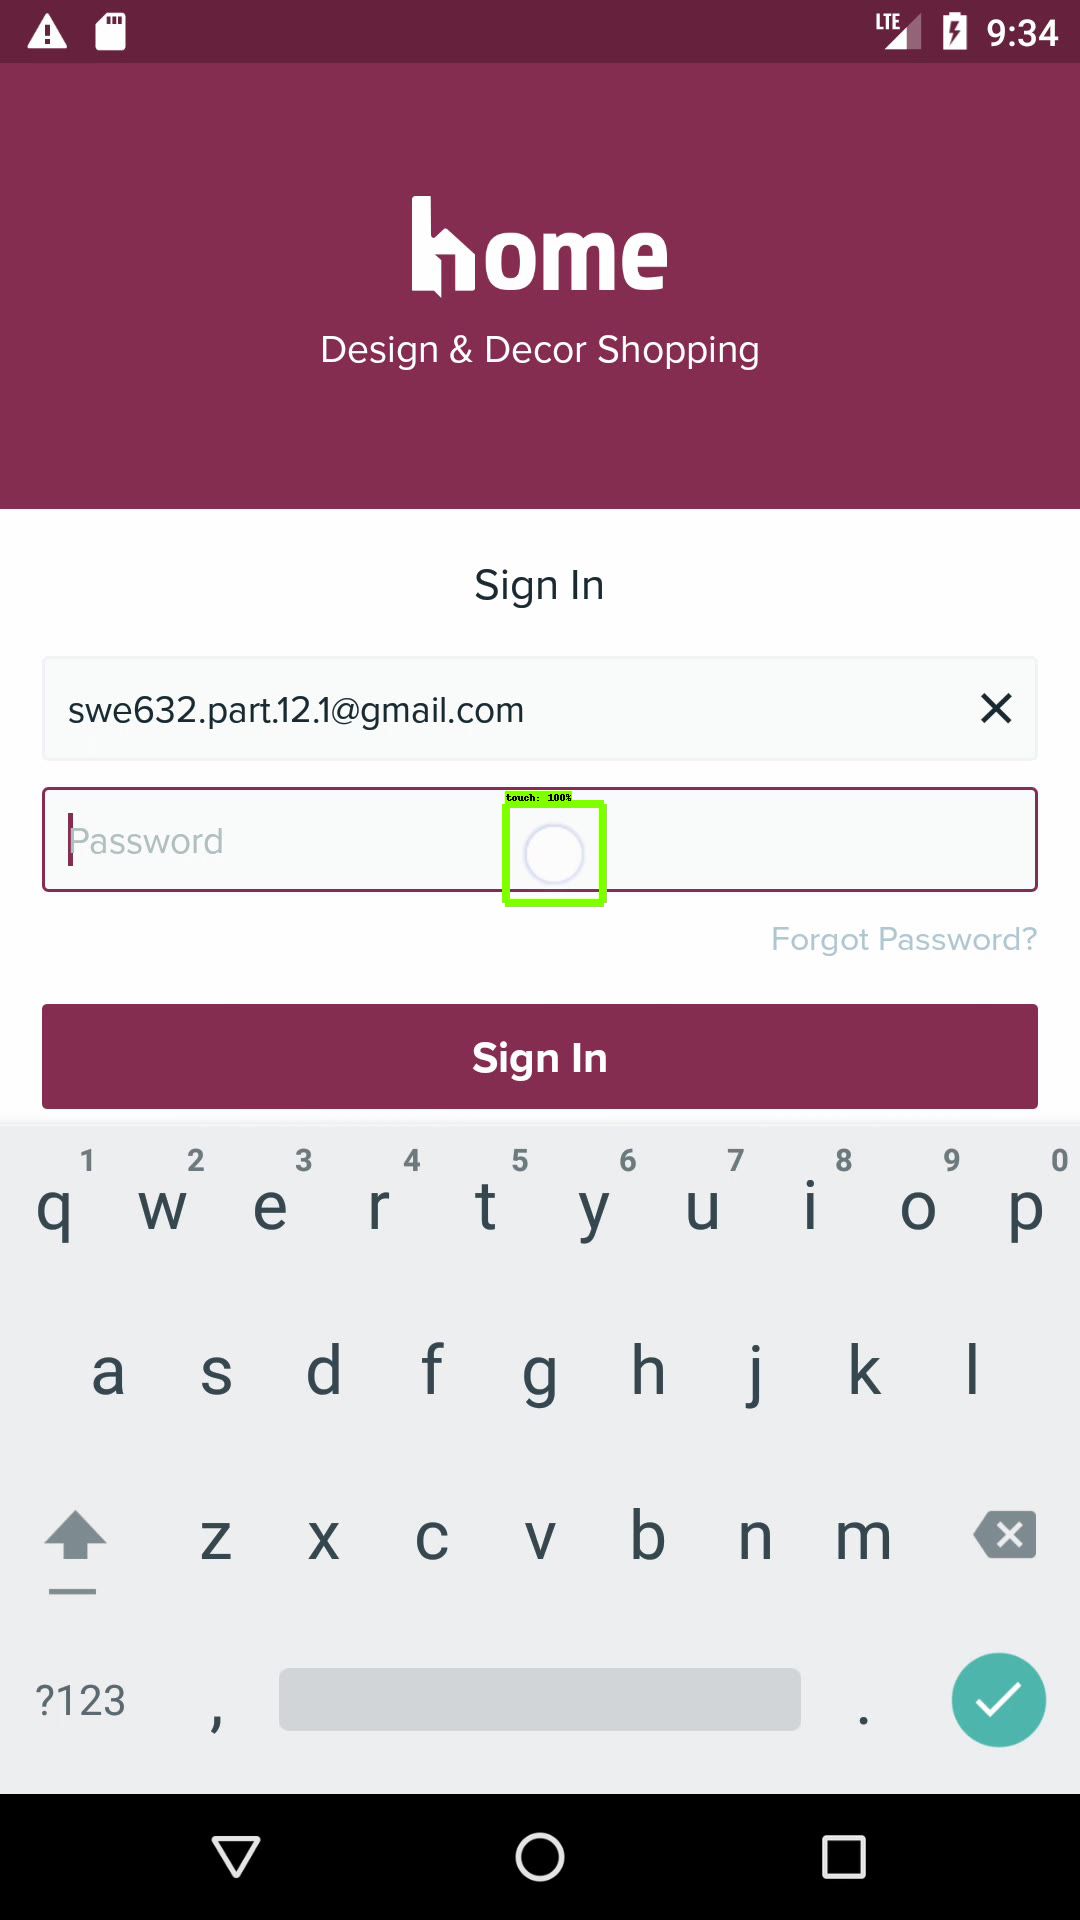 LTE 9:34
home
Design & Decor Shopping
Sign In
swe632.part.12.1@gmail.com
touch: 100%
Password
Forgot Password?
Sign In
1 2 3 4 5 6 7 8 9 0
q w e r t y u i o p
a s d f g h j k l
z x c v b n m
?123 , .